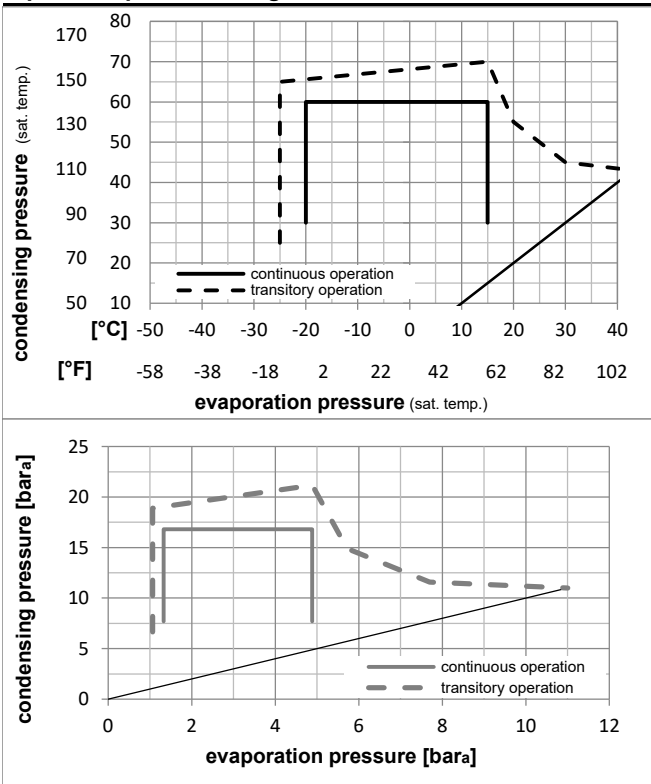 170 80
150 70
130 60
110 50
90 40
70 30
50 20
10
condensing pressure (sat. temp.)
continuous operation
transitory operation
[°C] -50 -40 -30 -20 -10 0 10 20 30 40
[°F] -58 -38 -18 2 22 42 62 82 102
evaporation pressure (sat. temp.)
25
20
15
10
5
0
condensing pressure [bara]
continuous operation
transitory operation
0 2 4 6 8 10 12
evaporation pressure [bara]